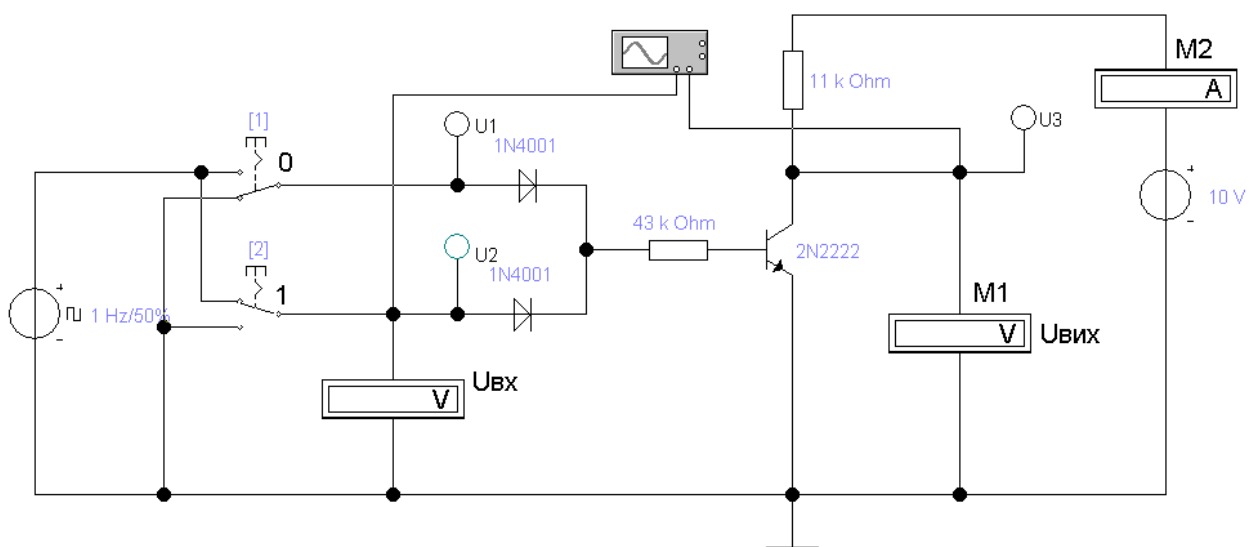 M2
A
11 k Ohm
[1]
0
U1
1N4001
U3
43 k Ohm
10 V
[2]
1
U2
1N4001
2N2222
1 Hz/50%
M1
V
Uвих
Uвх
V